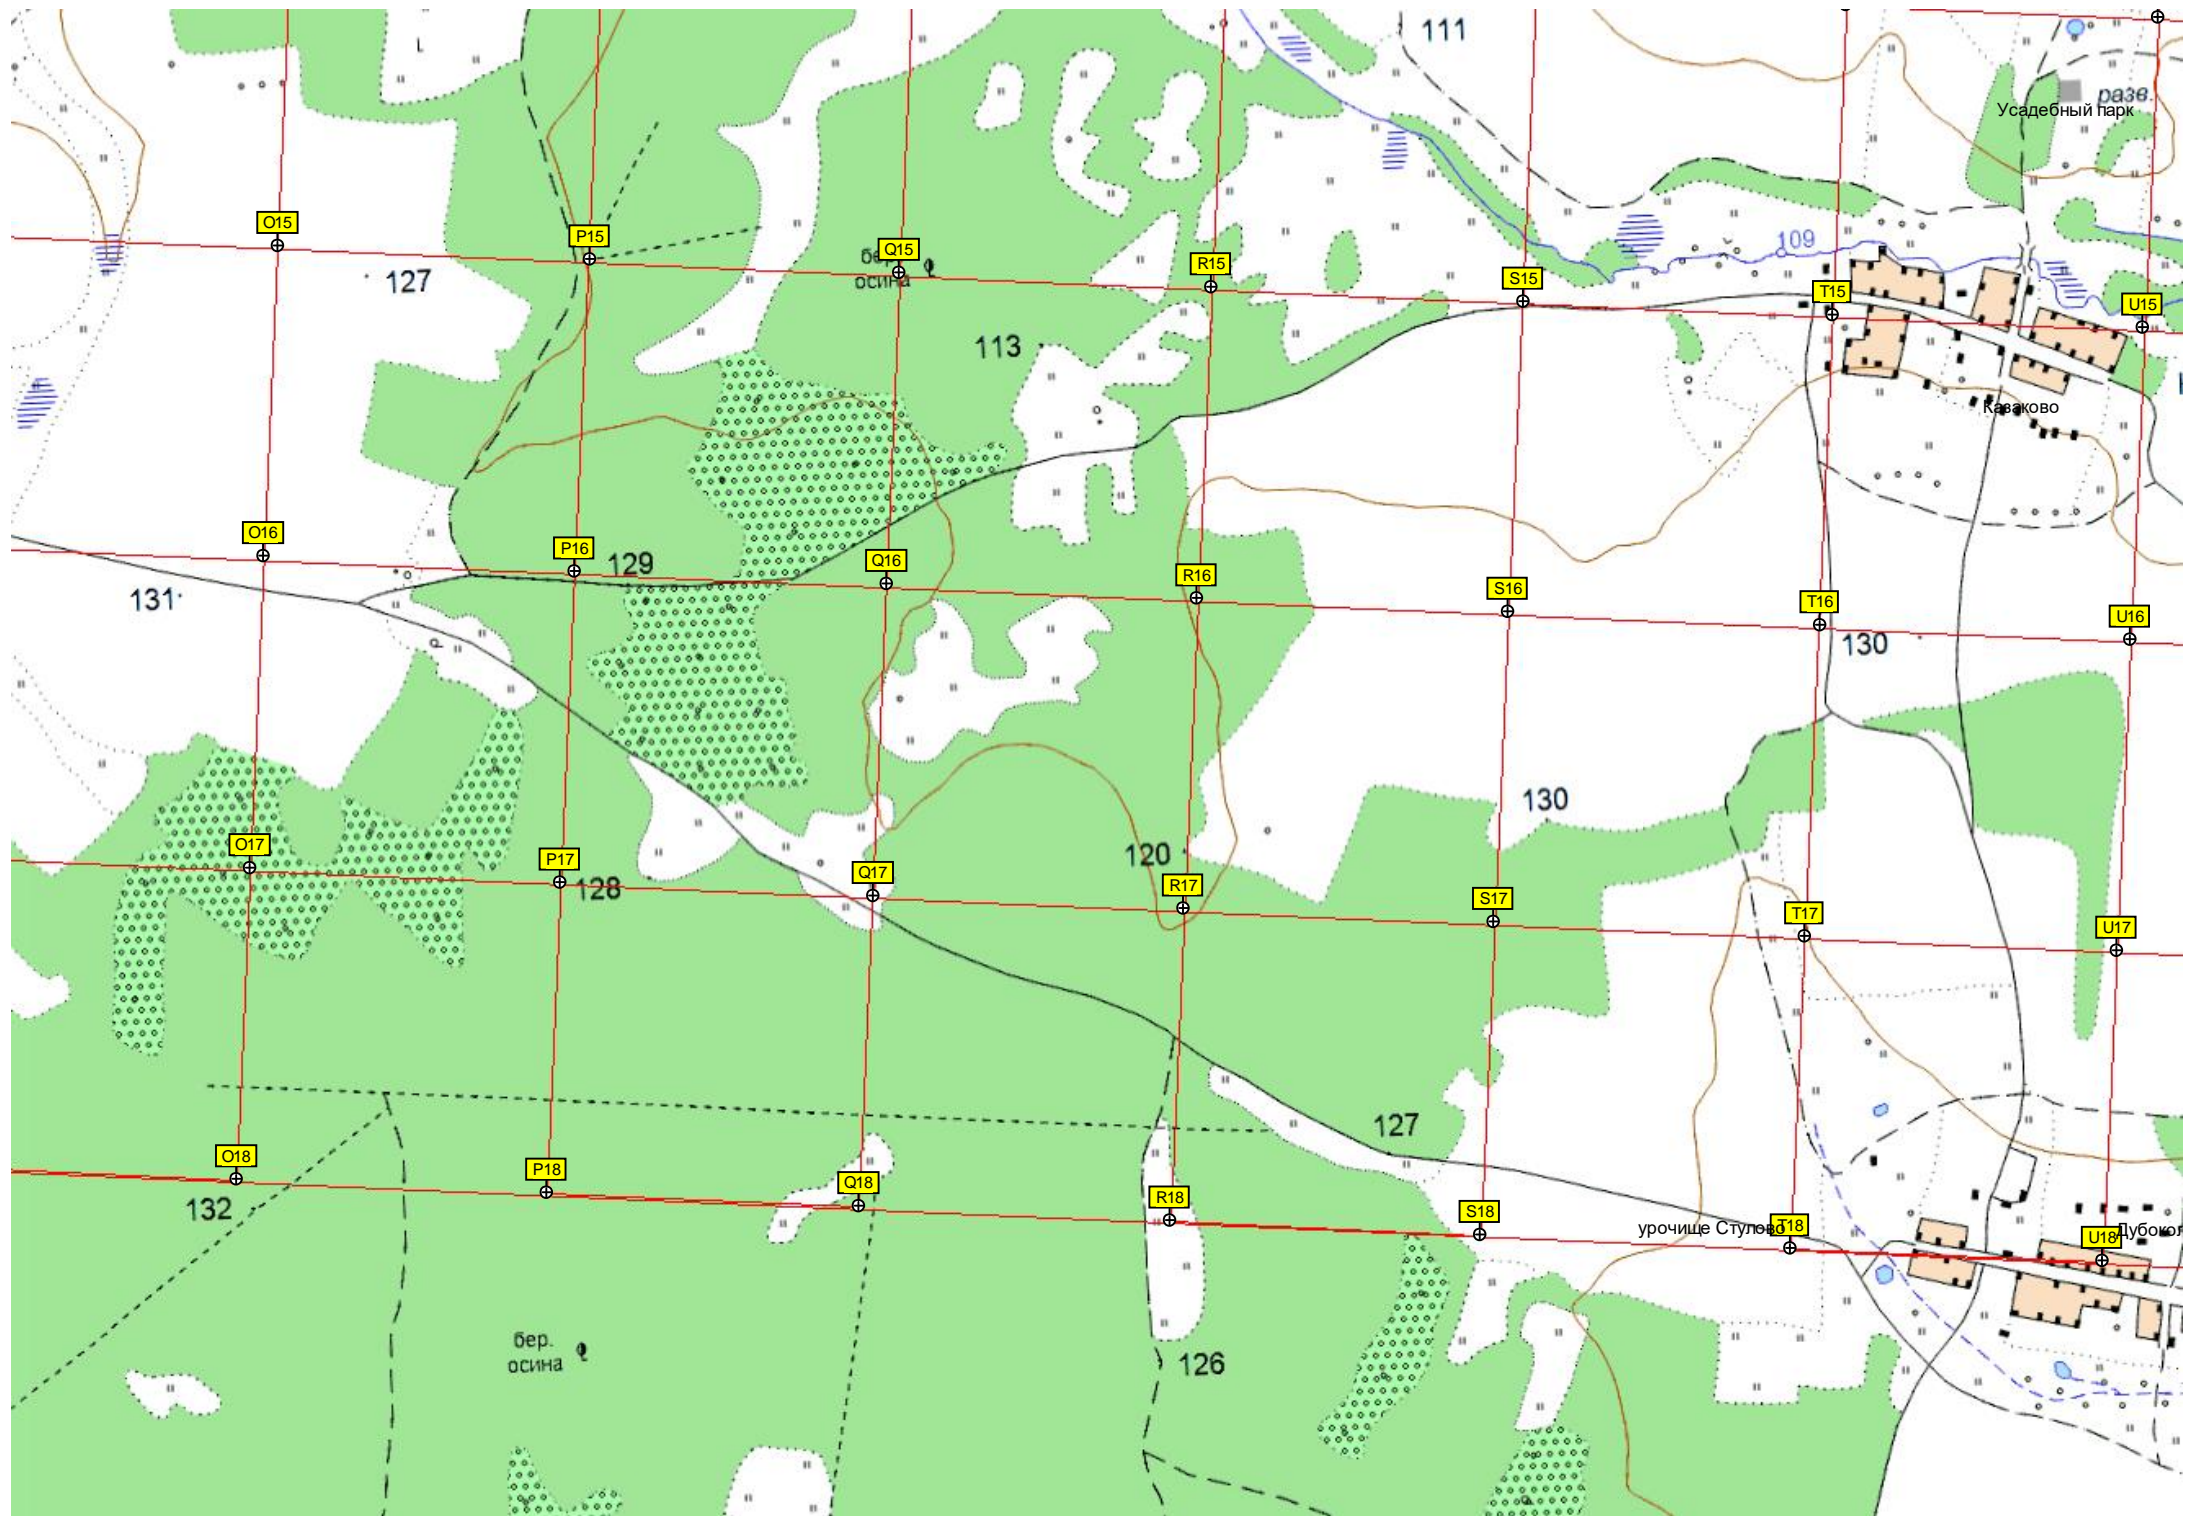 111
разв.
Усадебный парк
O15
P15
Q15
R15
S15
T15
U15
109
бер.
осина
127
113
Казаково
O16
P16
Q16
R16
S16
T16
U16
129
131
130
130
O17
P17
Q17
R17
S17
T17
U17
120
128
127
O18
P18
Q18
R18
S18
T18
U18
132
урочище Стулово
Дубокол
бер.
осина
126